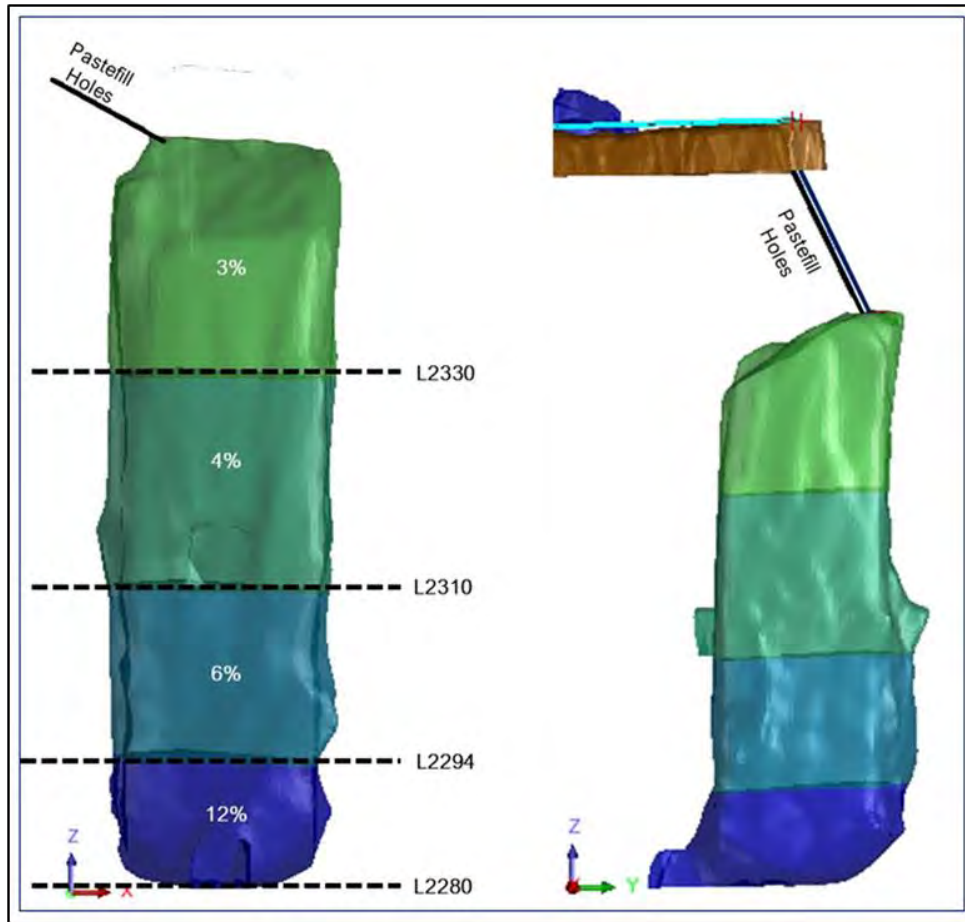 Pastefill
Holes
3%
L2330
4%
L2310
6%
L2294
12%
Z
X
L2280
Pastefill
Holes
Z
Y